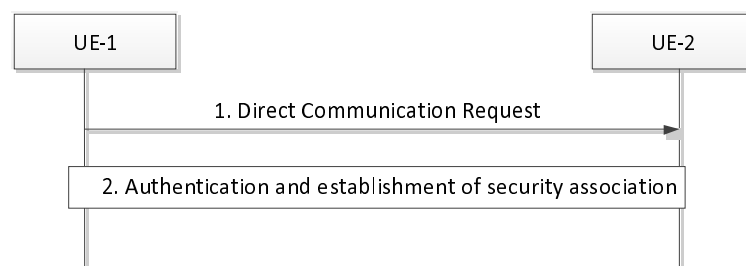 UE-1
UE-2
1. Direct Communication Request
2. Authentication and establishment of security association